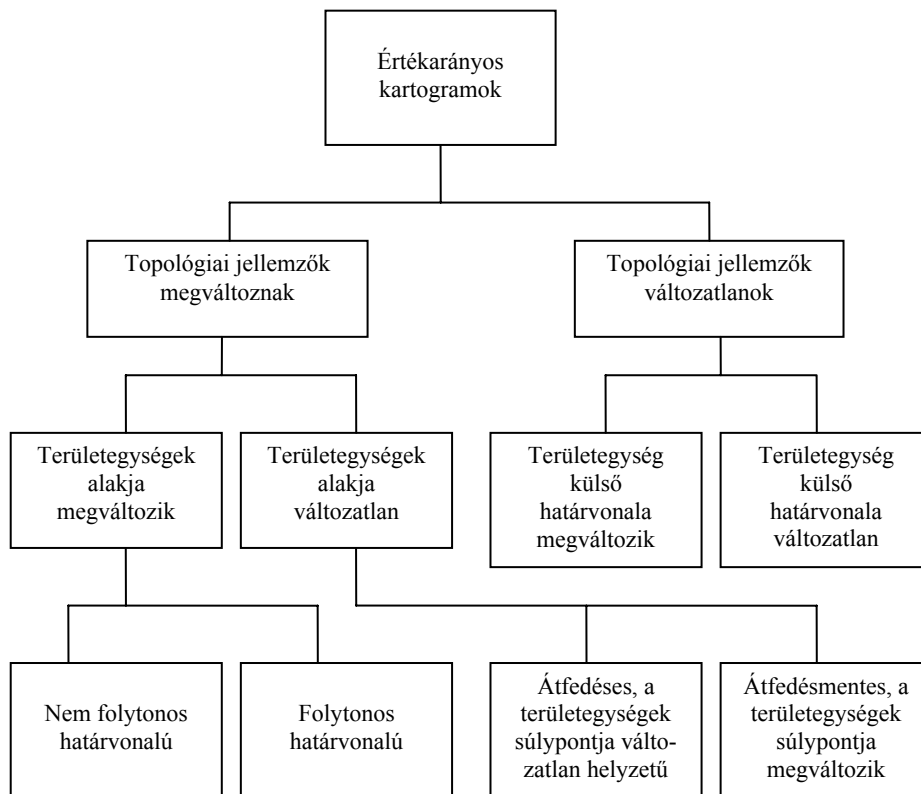 Értékarányos
kartogramok
Topológiai jellemzők
megváltoznak
Topológiai jellemzők
változatlanok
Területegységek
alakja
megváltozik
Területegységek
alakja
változatlan
Területegység
külső
határvonala
megváltozik
Területegység
külső
határvonala
változatlan
Nem folytonos
határvonalú
Folytonos
határvonalú
Átfedéses, a
területegységek
súlypontja válto-
zatlan helyzetű
Átfedésmentes, a
területegységek
súlypontja
megváltozik